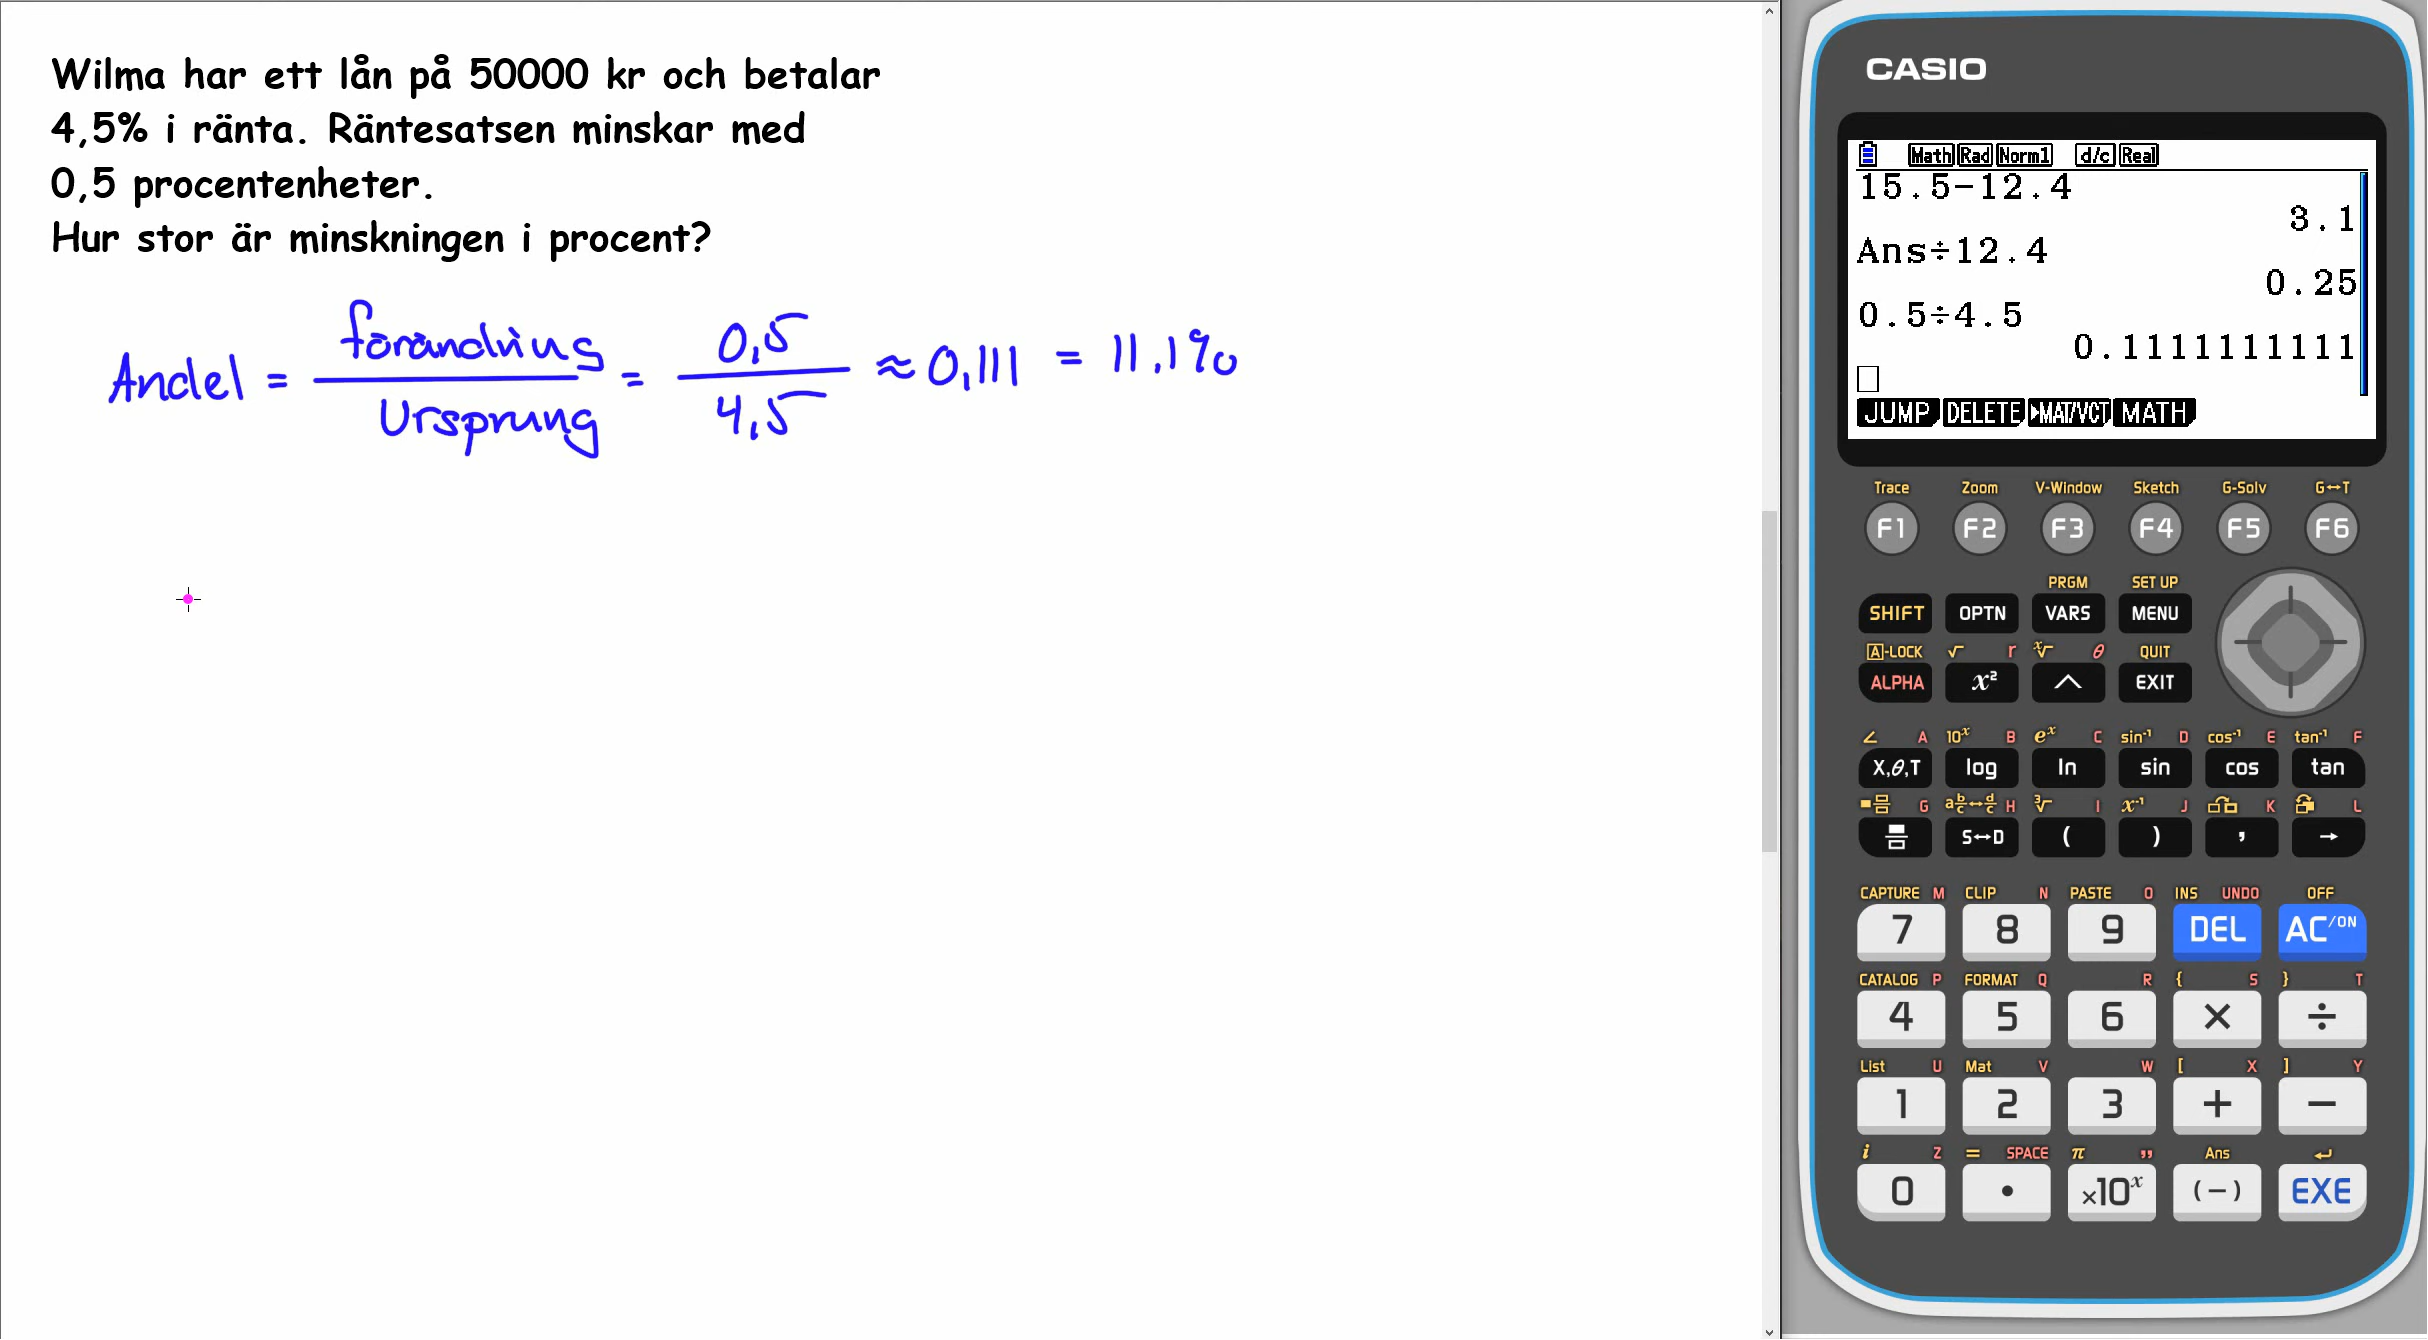 Wilma har ett lån på 50000 kr och betalar
4,5% i ränta. Räntesatsen minskar med
0,5 procentenheter.
Hur stor är minskningen i procent?
Andel = förändring / Ursprung = 0,5 / 4,5 ≈ 0,111 = 11,1%
CASIO
Math Rad Norm1 d/c Real
15.5−12.4
3.1
Ans÷12.4
0.25
0.5÷4.5
0.1111111111
JUMP DELETE ▶MAT/VCT MATH
Trace Zoom V-Window Sketch G-Solv G↔T
F1 F2 F3 F4 F5 F6
PRGM SET UP
SHIFT OPTN VARS MENU
A-LOCK √ r ˣ√ θ QUIT
ALPHA x² ^ EXIT
∠ A 10ˣ B eˣ C sin⁻¹ D cos⁻¹ E tan⁻¹ F
X,θ,T log ln sin cos tan
G a b/c↔d/c H ³√ I x⁻¹ J K L
S↔D ( ) , →
CAPTURE M CLIP N PASTE O INS UNDO OFF
7 8 9 DEL AC/ON
CATALOG P FORMAT Q R { S } T
4 5 6 × ÷
List U Mat V W [ X ] Y
1 2 3 + −
i Z = SPACE π " Ans ↵
0 • ×10ˣ (−) EXE